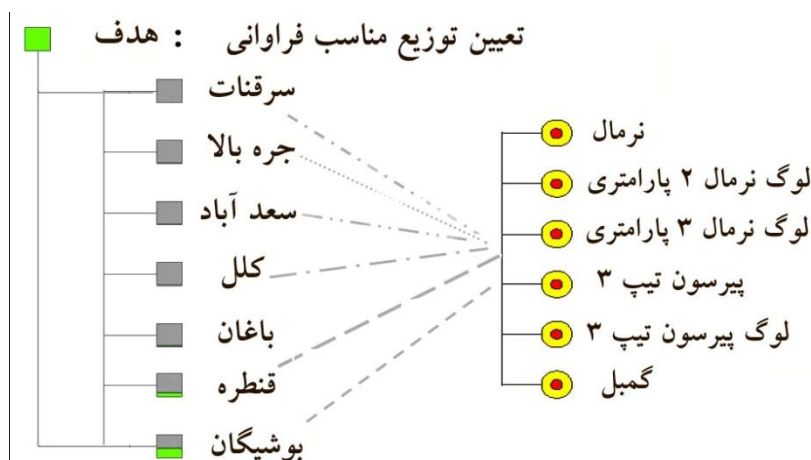 هدف : تعیین توزیع مناسب فراوانی
سرقنات
جره بالا
سعد آباد
کلل
باغان
قنطره
بوشیگان
نرمال
لوگ نرمال ۲ پارامتری
لوگ نرمال ۳ پارامتری
پیرسون تیپ ۳
لوگ پیرسون تیپ ۳
گمبل